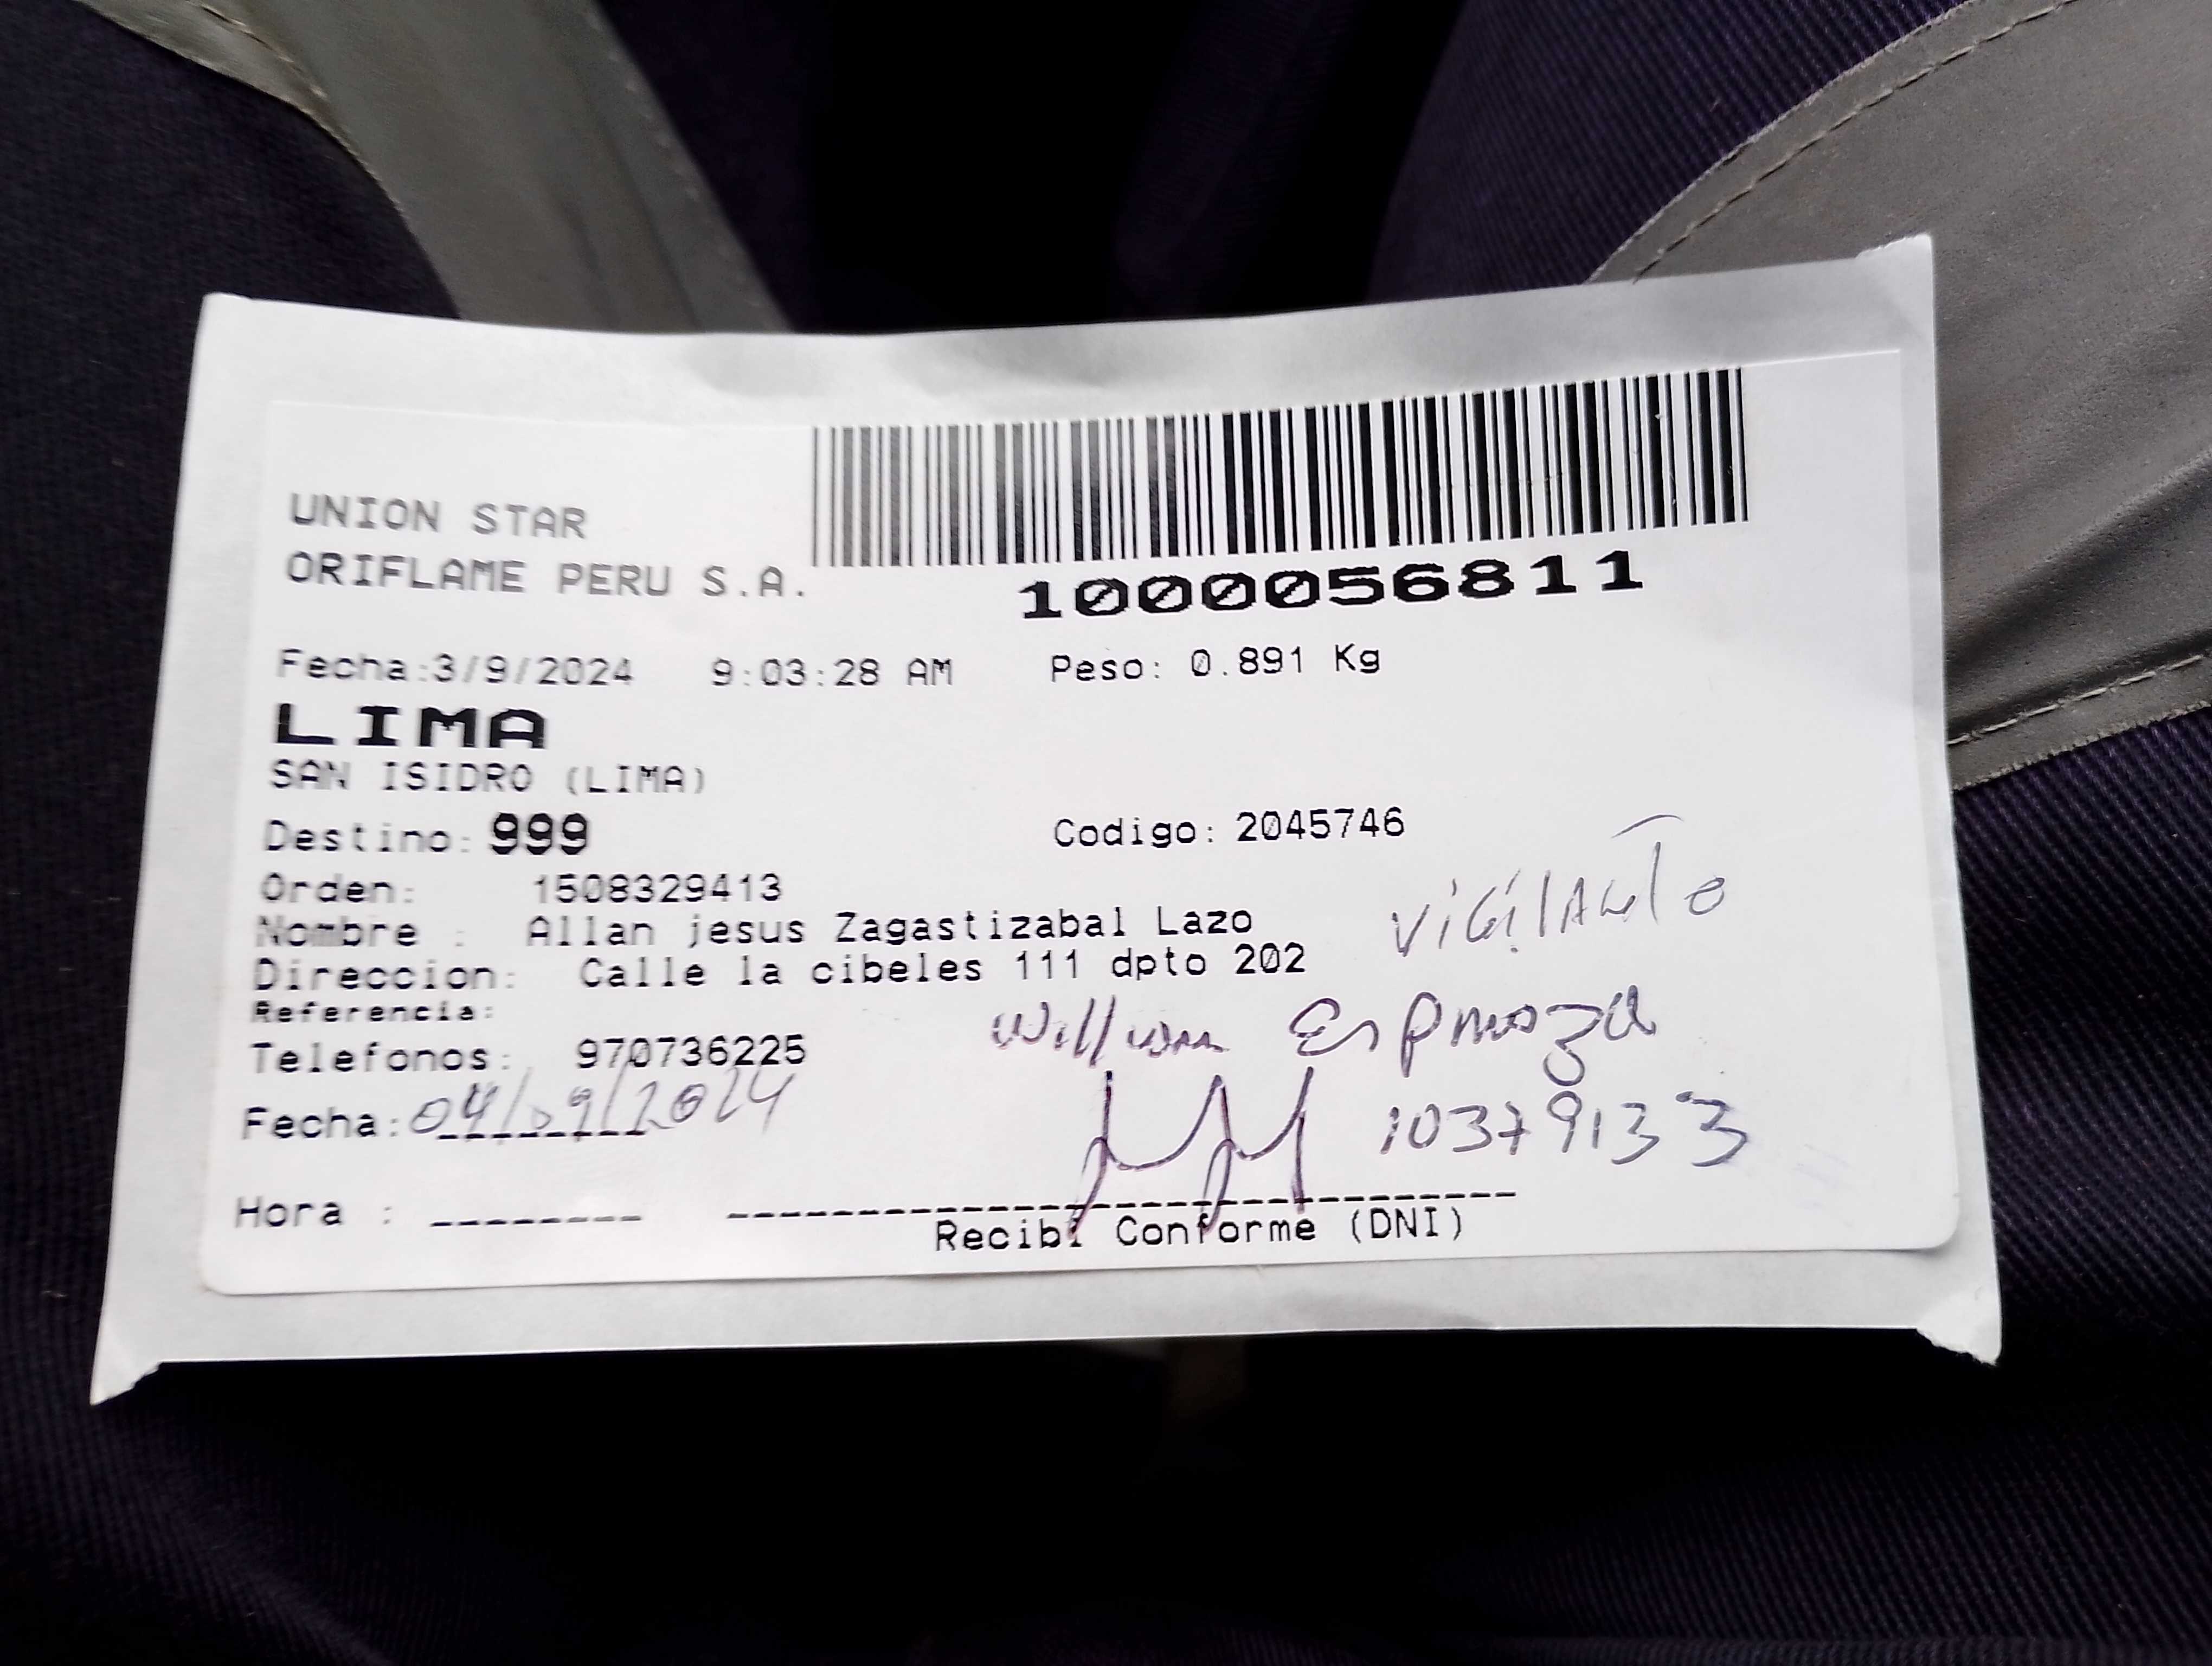 UNION STAR
ORIFLAME PERU S.A.
1000056811
Fecha:3/9/2024 9:03:28 AM Peso: 0.891 Kg
LIMA
SAN ISIDRO (LIMA)
Destino: 999 Codigo: 2045746
Orden: 1508329413
Nombre : Allan jesus Zagastizabal Lazo
Direccion: Calle la cibeles 111 dpto 202
Referencia:
Telefonos: 970736225
William Espinoza
Fecha: 04/09/2024
10379133
Hora :
Recibi Conforme (DNI)